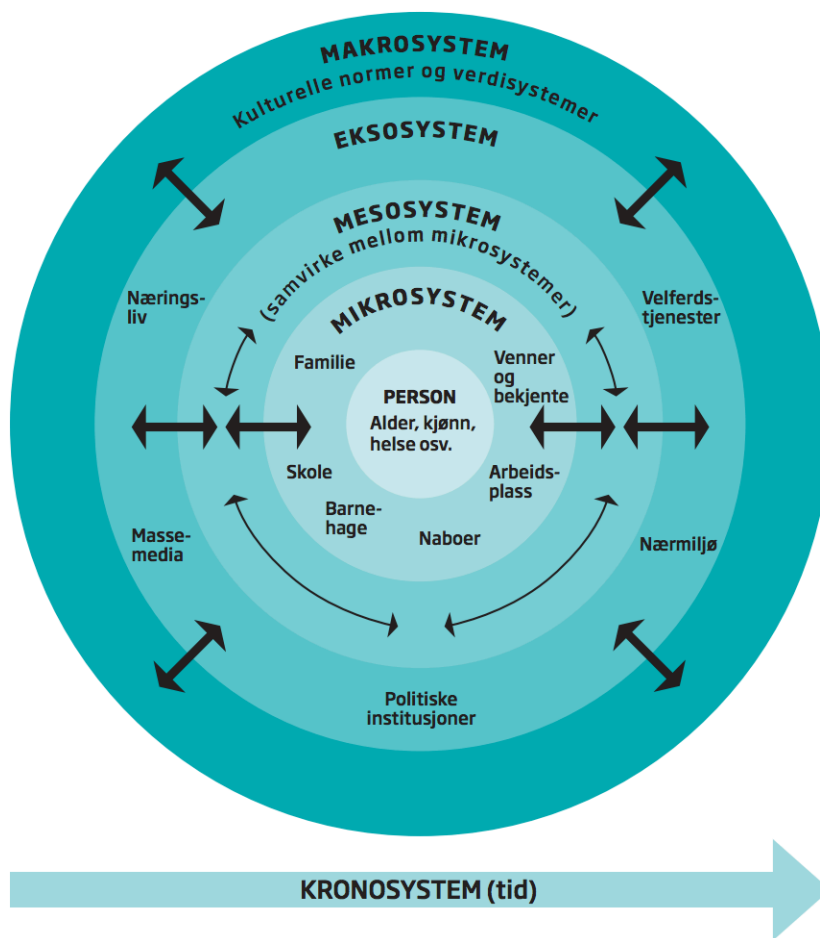 MAKROSYSTEM
Kulturelle normer og verdisystemer
EKSOSYSTEM
MESOSYSTEM
(samvirke mellom mikrosystemer)
MIKROSYSTEM
Nærings-
liv
Velferds-
tjenester
Familie
Venner
og
bekjente
PERSON
Alder, kjønn,
helse osv.
Skole
Arbeids-
plass
Barne-
hage
Naboer
Masse-
media
Nærmiljø
Politiske
institusjoner
KRONOSYSTEM (tid)